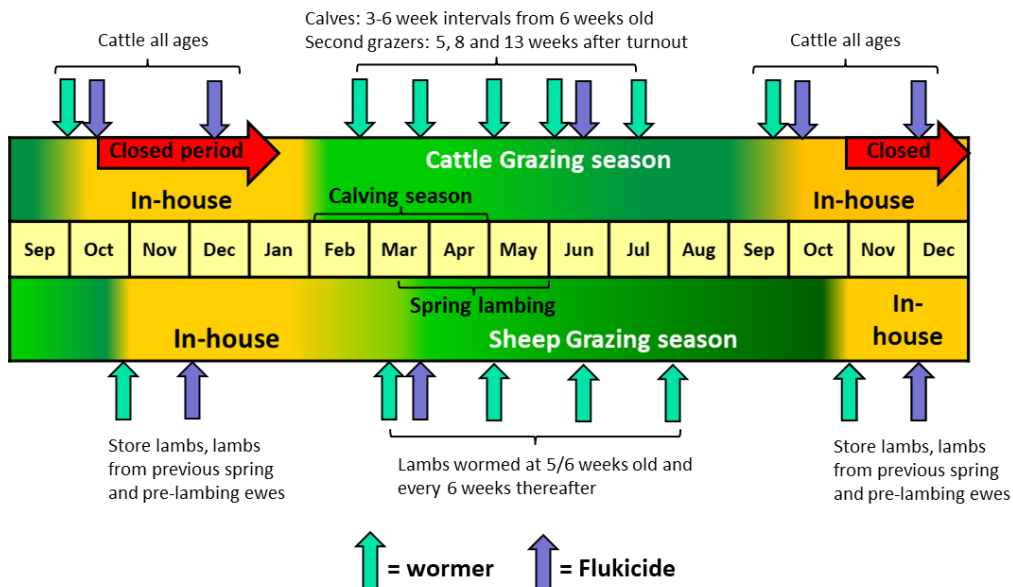 Calves: 3-6 week intervals from 6 weeks old
Second grazers: 5, 8 and 13 weeks after turnout
Cattle all ages
Cattle all ages
Closed period
Cattle Grazing season
Closed
In-house
In-house
Calving season
Sep Oct Nov Dec Jan Feb Mar Apr May Jun Jul Aug Sep Oct Nov Dec
Spring lambing
In-house
Sheep Grazing season
In-
house
Store lambs, lambs
from previous spring
and pre-lambing ewes
Lambs wormed at 5/6 weeks old and
every 6 weeks thereafter
Store lambs, lambs
from previous spring
and pre-lambing ewes
= wormer
= Flukicide